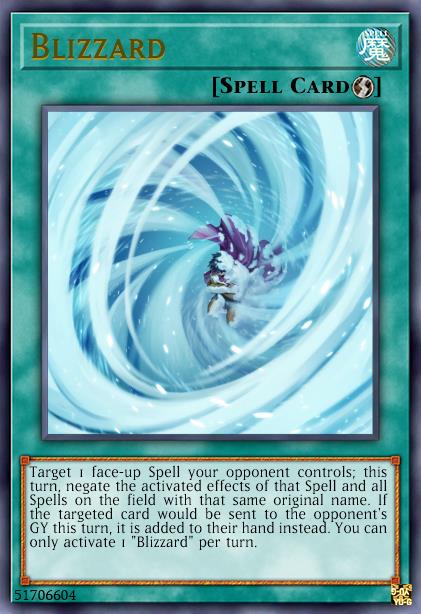 BLIZZARD
SPELL
魔
[SPELL CARD]
Target 1 face-up Spell your opponent controls; this
turn, negate the activated effects of that Spell and all
Spells on the field with that same original name. If
the targeted card would be sent to the opponent's
GY this turn, it is added to their hand instead. You can
only activate 1 "Blizzard" per turn.
51706604